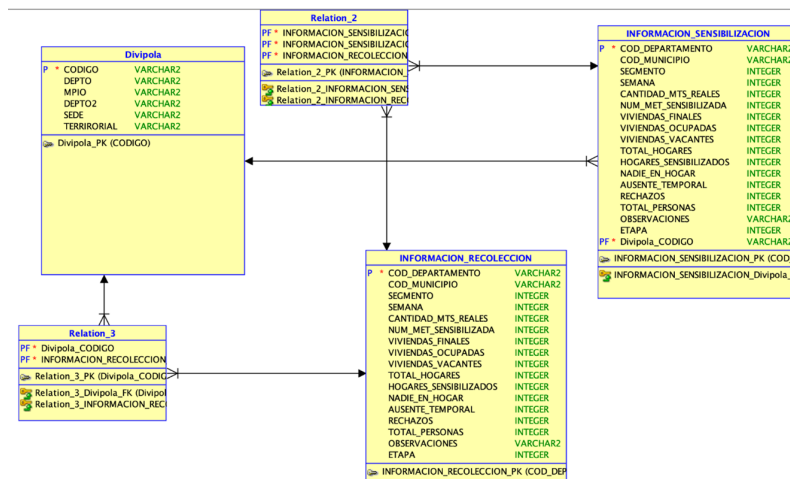 Relation_2
PF * INFORMACION_SENSIBILIZACIO
PF * INFORMACION_SENSIBILIZACIO
PF * INFORMACION_RECOLECCION
Relation_2_PK (INFORMACION_
Relation_2_INFORMACION_SENS
Relation_2_INFORMACION_REC
Divipola
P * CODIGO VARCHAR2
DEPTO VARCHAR2
MPIO VARCHAR2
DEPTO2 VARCHAR2
SEDE VARCHAR2
TERRIRORIAL VARCHAR2
Divipola_PK (CODIGO)
INFORMACION_SENSIBILIZACION
P * COD_DEPARTAMENTO VARCHAR2
COD_MUNICIPIO VARCHAR2
SEGMENTO INTEGER
SEMANA INTEGER
CANTIDAD_MTS_REALES INTEGER
NUM_MET_SENSIBILIZADA INTEGER
VIVIENDAS_FINALES INTEGER
VIVIENDAS_OCUPADAS INTEGER
VIVIENDAS_VACANTES INTEGER
TOTAL_HOGARES INTEGER
HOGARES_SENSIBILIZADOS INTEGER
NADIE_EN_HOGAR INTEGER
AUSENTE_TEMPORAL INTEGER
RECHAZOS INTEGER
TOTAL_PERSONAS INTEGER
OBSERVACIONES VARCHAR2
ETAPA INTEGER
PF * Divipola_CODIGO VARCHAR2
INFORMACION_SENSIBILIZACION_PK (COD_
INFORMACION_SENSIBILIZACION_Divipola_
INFORMACION_RECOLECCION
P * COD_DEPARTAMENTO VARCHAR2
COD_MUNICIPIO VARCHAR2
SEGMENTO INTEGER
SEMANA INTEGER
CANTIDAD_MTS_REALES INTEGER
NUM_MET_SENSIBILIZADA INTEGER
VIVIENDAS_FINALES INTEGER
VIVIENDAS_OCUPADAS INTEGER
VIVIENDAS_VACANTES INTEGER
TOTAL_HOGARES INTEGER
HOGARES_SENSIBILIZADOS INTEGER
NADIE_EN_HOGAR INTEGER
AUSENTE_TEMPORAL INTEGER
RECHAZOS INTEGER
TOTAL_PERSONAS INTEGER
OBSERVACIONES VARCHAR2
ETAPA INTEGER
INFORMACION_RECOLECCION_PK (COD_DEP
Relation_3
PF * Divipola_CODIGO
PF * INFORMACION_RECOLECCION
Relation_3_PK (Divipola_CODIG
Relation_3_Divipola_FK (Divipol
Relation_3_INFORMACION_REC